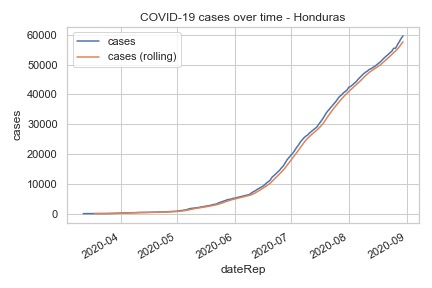 COVID-19 cases over time - Honduras
cases
cases (rolling)
60000
50000
40000
30000
20000
10000
0
cases
2020-04
2020-05
2020-06
2020-07
2020-08
2020-09
dateRep